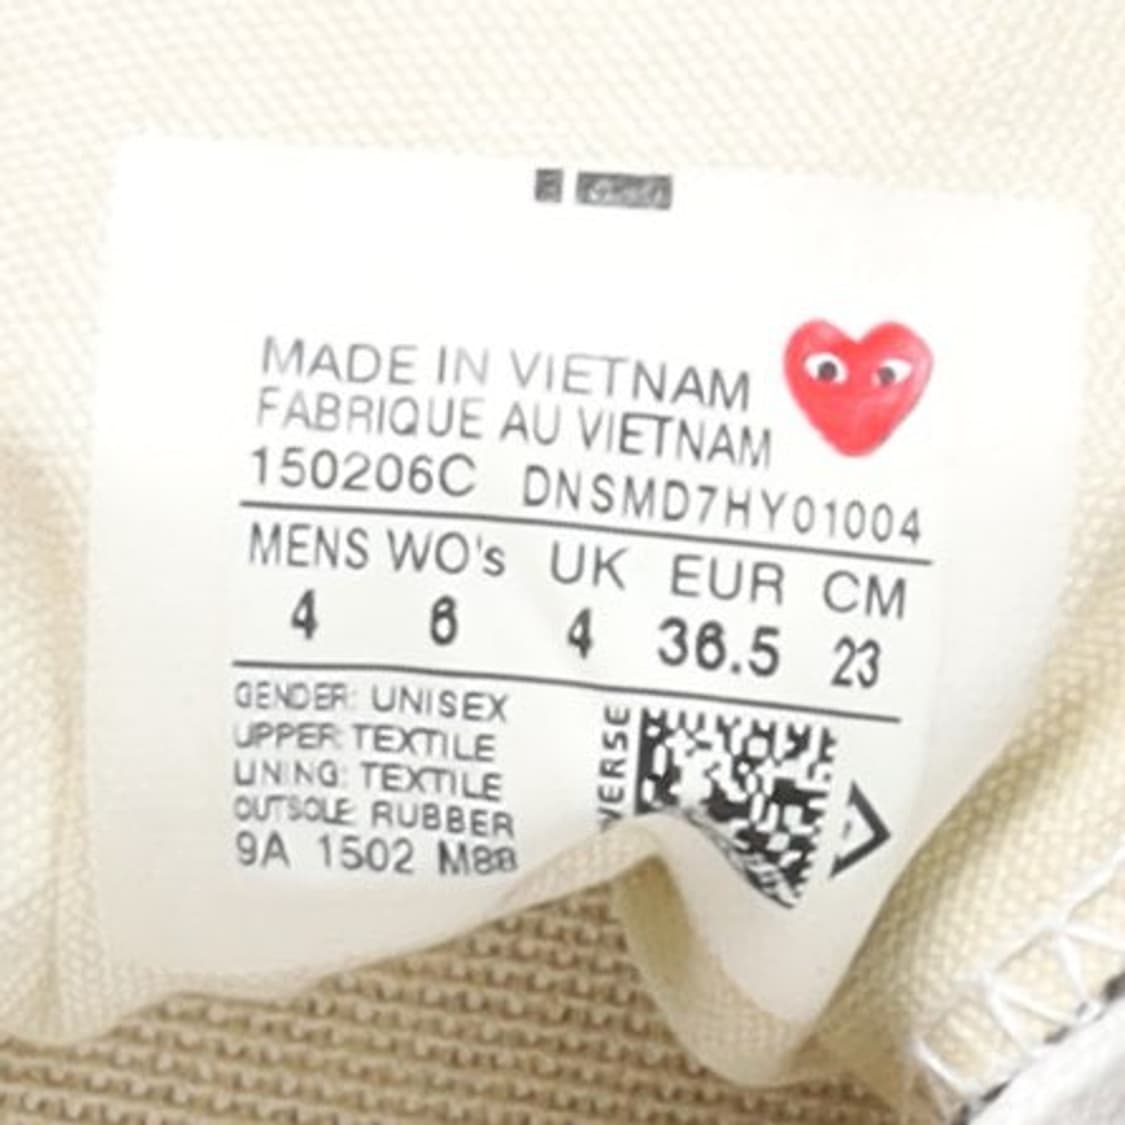 MADE IN VIETNAM
FABRIQUE AU VIETNAM
150206C DNSMD7HY01004
MENS WO's UK EUR CM
4 6 4 36.5 23
GENDER: UNISEX
UPPER: TEXTILE
LINING: TEXTILE
OUTSOLE: RUBBER
9A 1502 M88
VERSE